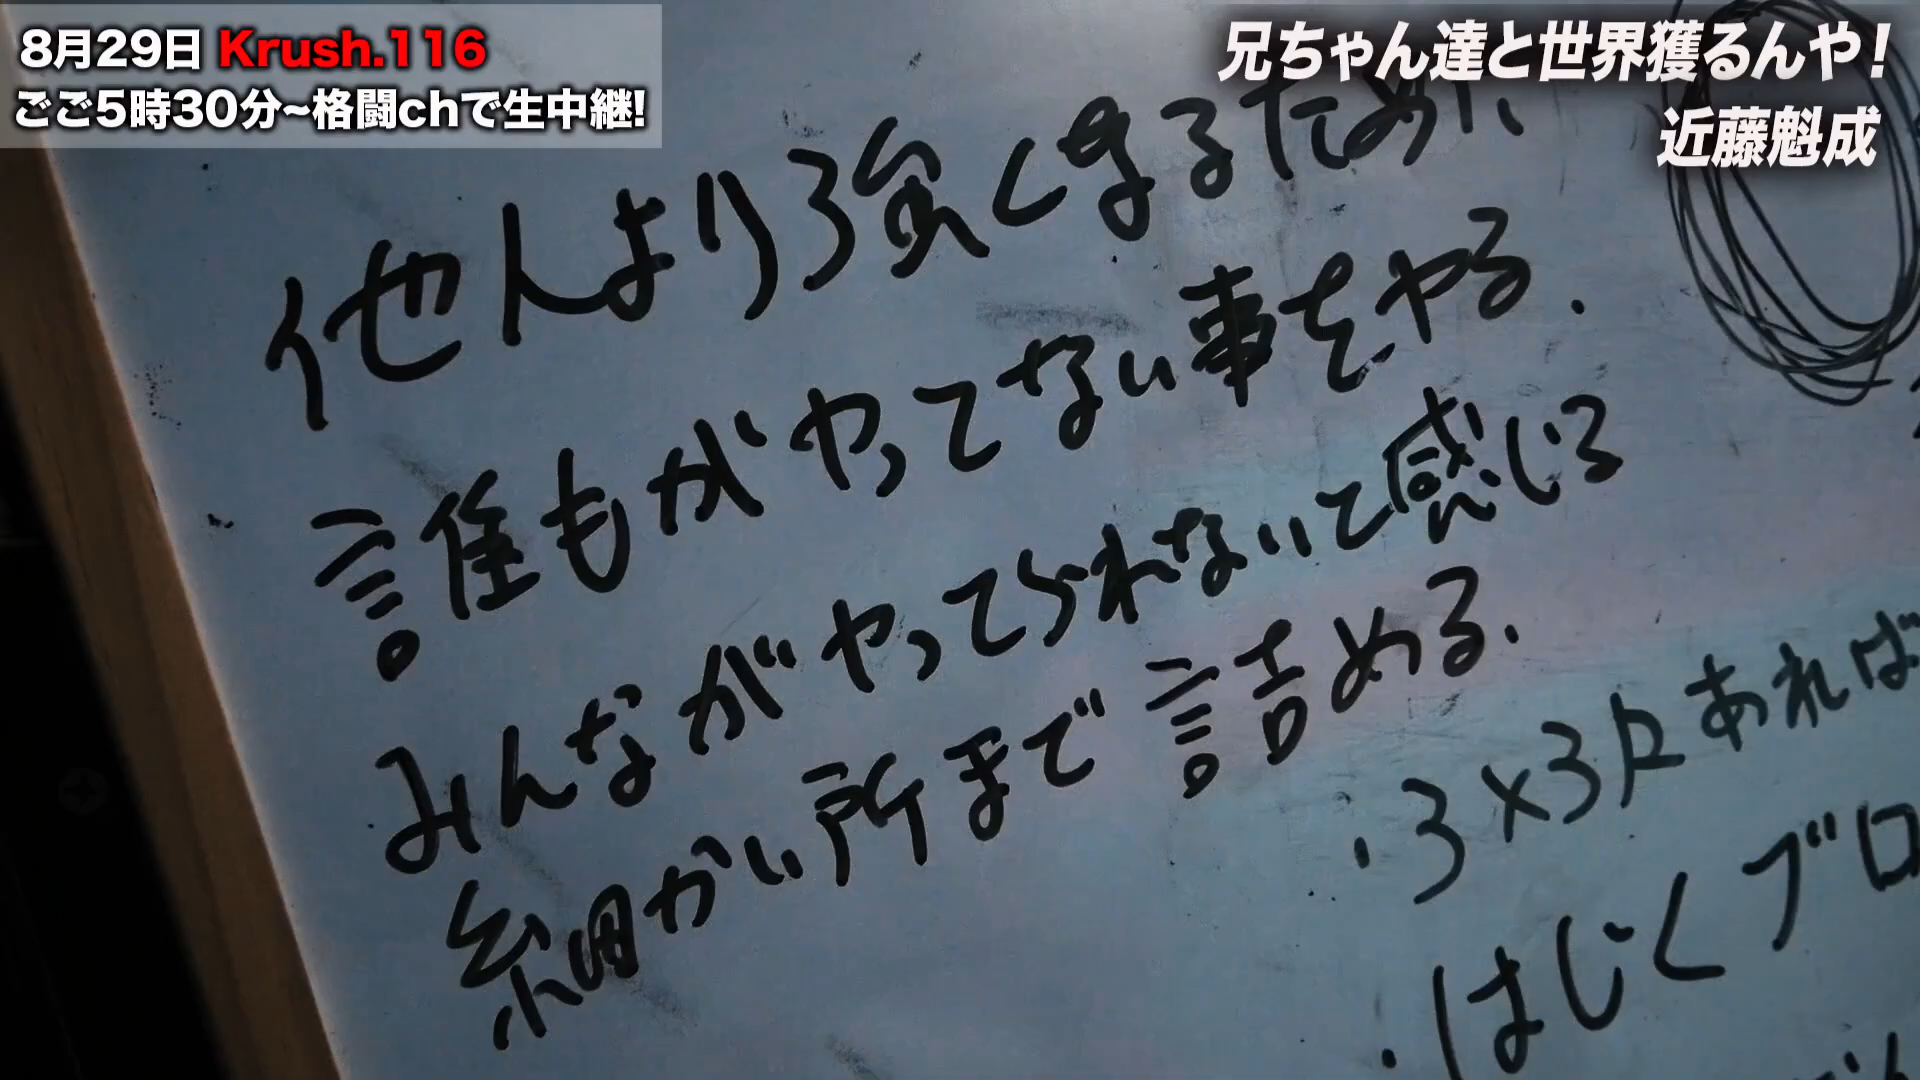 8月29日 Krush.116
ごご5時30分~格闘chで生中継!
兄ちゃん達と世界獲るんや!
近藤魁成
他人より強くなるために
誰もがやってない事をやる.
みんながやってられないて感じる
細かい所まで詰める.
・3×3Rあれば
・はじくブロ